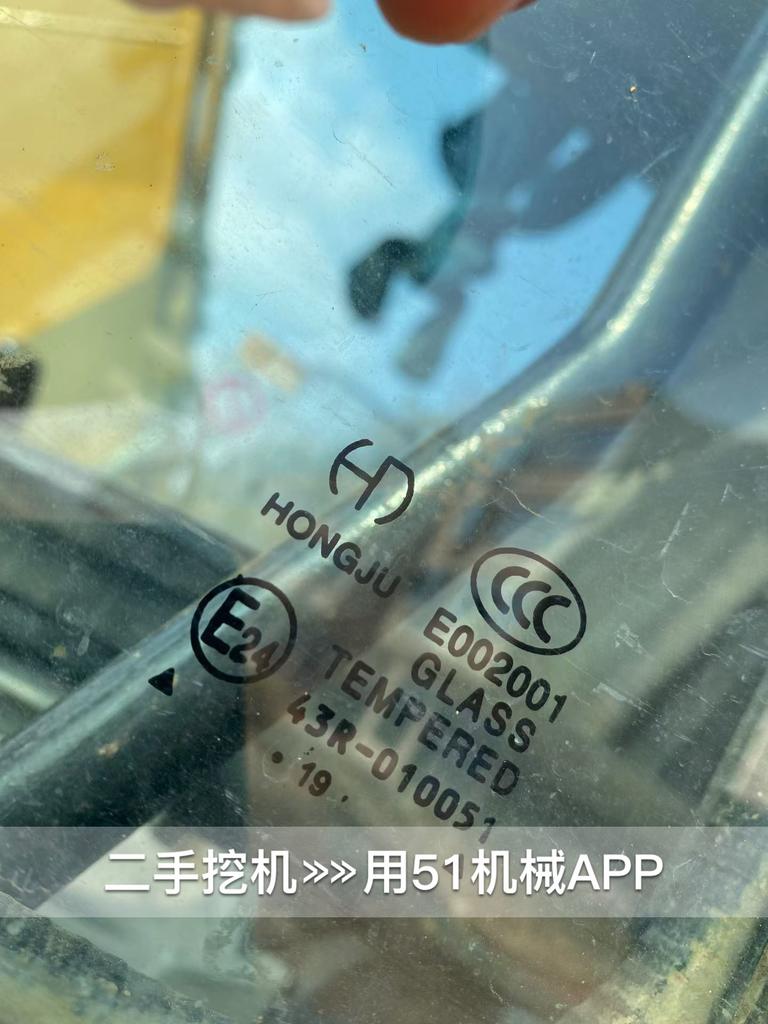 HONGJU
CCC
E002001
E24
GLASS
TEMPERED
43R-010051
• 19 •
二手挖机>>>>用51机械APP